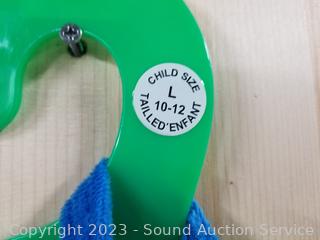 CHILD SIZE
L
10-12
TAILLED'ENFANT
Copyright 2023 - Sound Auction Service